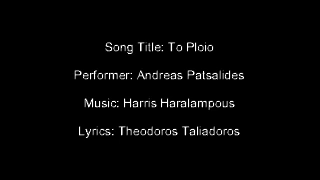 Song Title: To Ploio
Performer: Andreas Patsalides
Music: Harris Haralampous
Lyrics: Theodoros Taliadoros